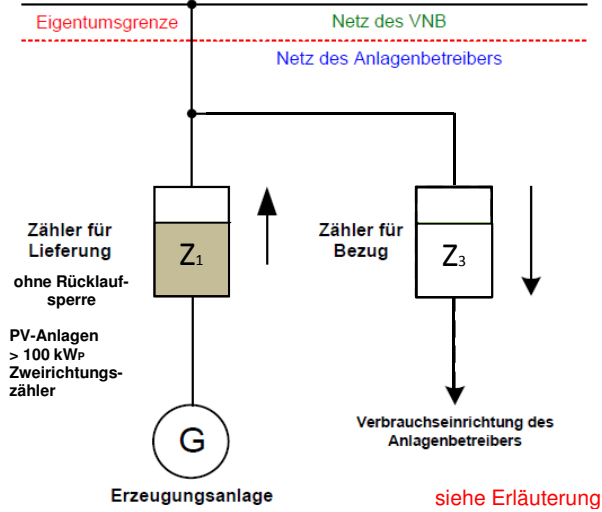 Eigentumsgrenze
Netz des VNB
Netz des Anlagenbetreibers
Zähler für
Lieferung
Z1
ohne Rücklauf-
sperre
PV-Anlagen
> 100 kWP
Zweirichtungs-
zähler
Zähler für
Bezug
Z3
G
Erzeugungsanlage
Verbrauchseinrichtung des
Anlagenbetreibers
siehe Erläuterung